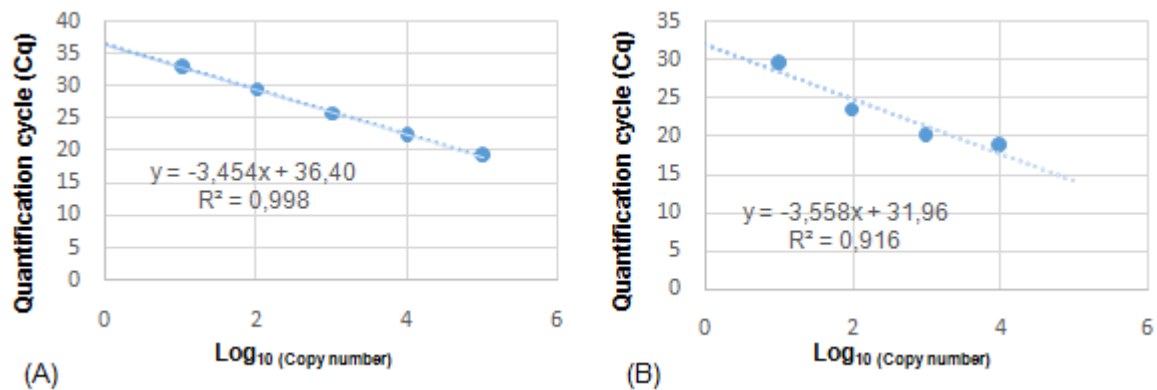 Quantification cycle (Cq)
40
35
30
25
20
15
10
5
0
y = -3,454x + 36,40
R² = 0,998
0 2 4 6
Log₁₀ (Copy number)
(A)
Quantification cycle (Cq)
35
30
25
20
15
10
5
0
y = -3,558x + 31,96
R² = 0,916
0 2 4 6
Log₁₀ (Copy number)
(B)